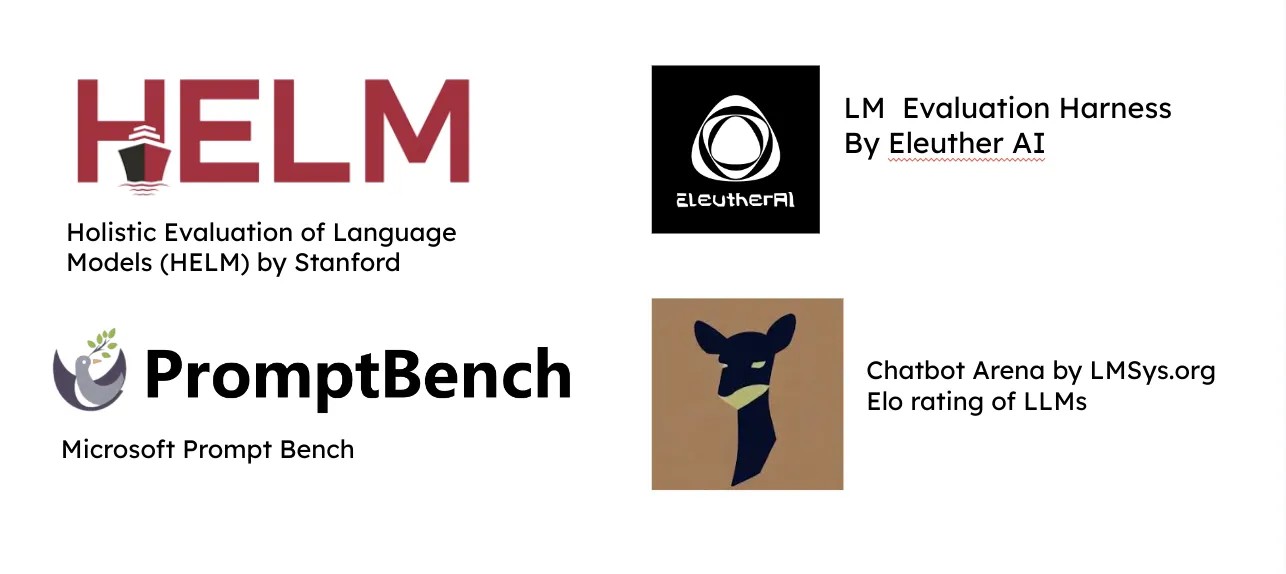 HELM
Holistic Evaluation of Language
Models (HELM) by Stanford
EleutherAI
LM  Evaluation Harness
By Eleuther AI
PromptBench
Microsoft Prompt Bench
Chatbot Arena by LMSys.org
Elo rating of LLMs